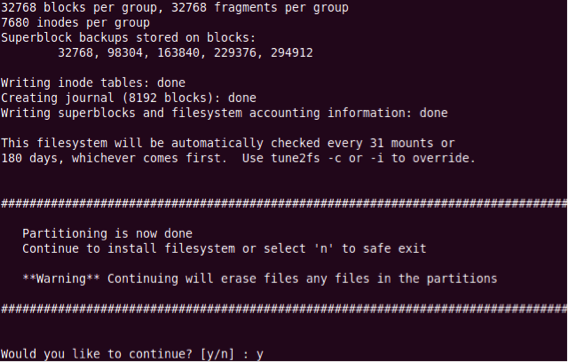 32768 blocks per group, 32768 fragments per group
7680 inodes per group
Superblock backups stored on blocks:
32768, 98304, 163840, 229376, 294912
Writing inode tables: done
Creating journal (8192 blocks): done
Writing superblocks and filesystem accounting information: done
This filesystem will be automatically checked every 31 mounts or
180 days, whichever comes first.  Use tune2fs -c or -i to override.
################################################################################
Partitioning is now done
Continue to install filesystem or select 'n' to safe exit
**Warning** Continuing will erase files any files in the partitions
################################################################################
Would you like to continue? [y/n] : y